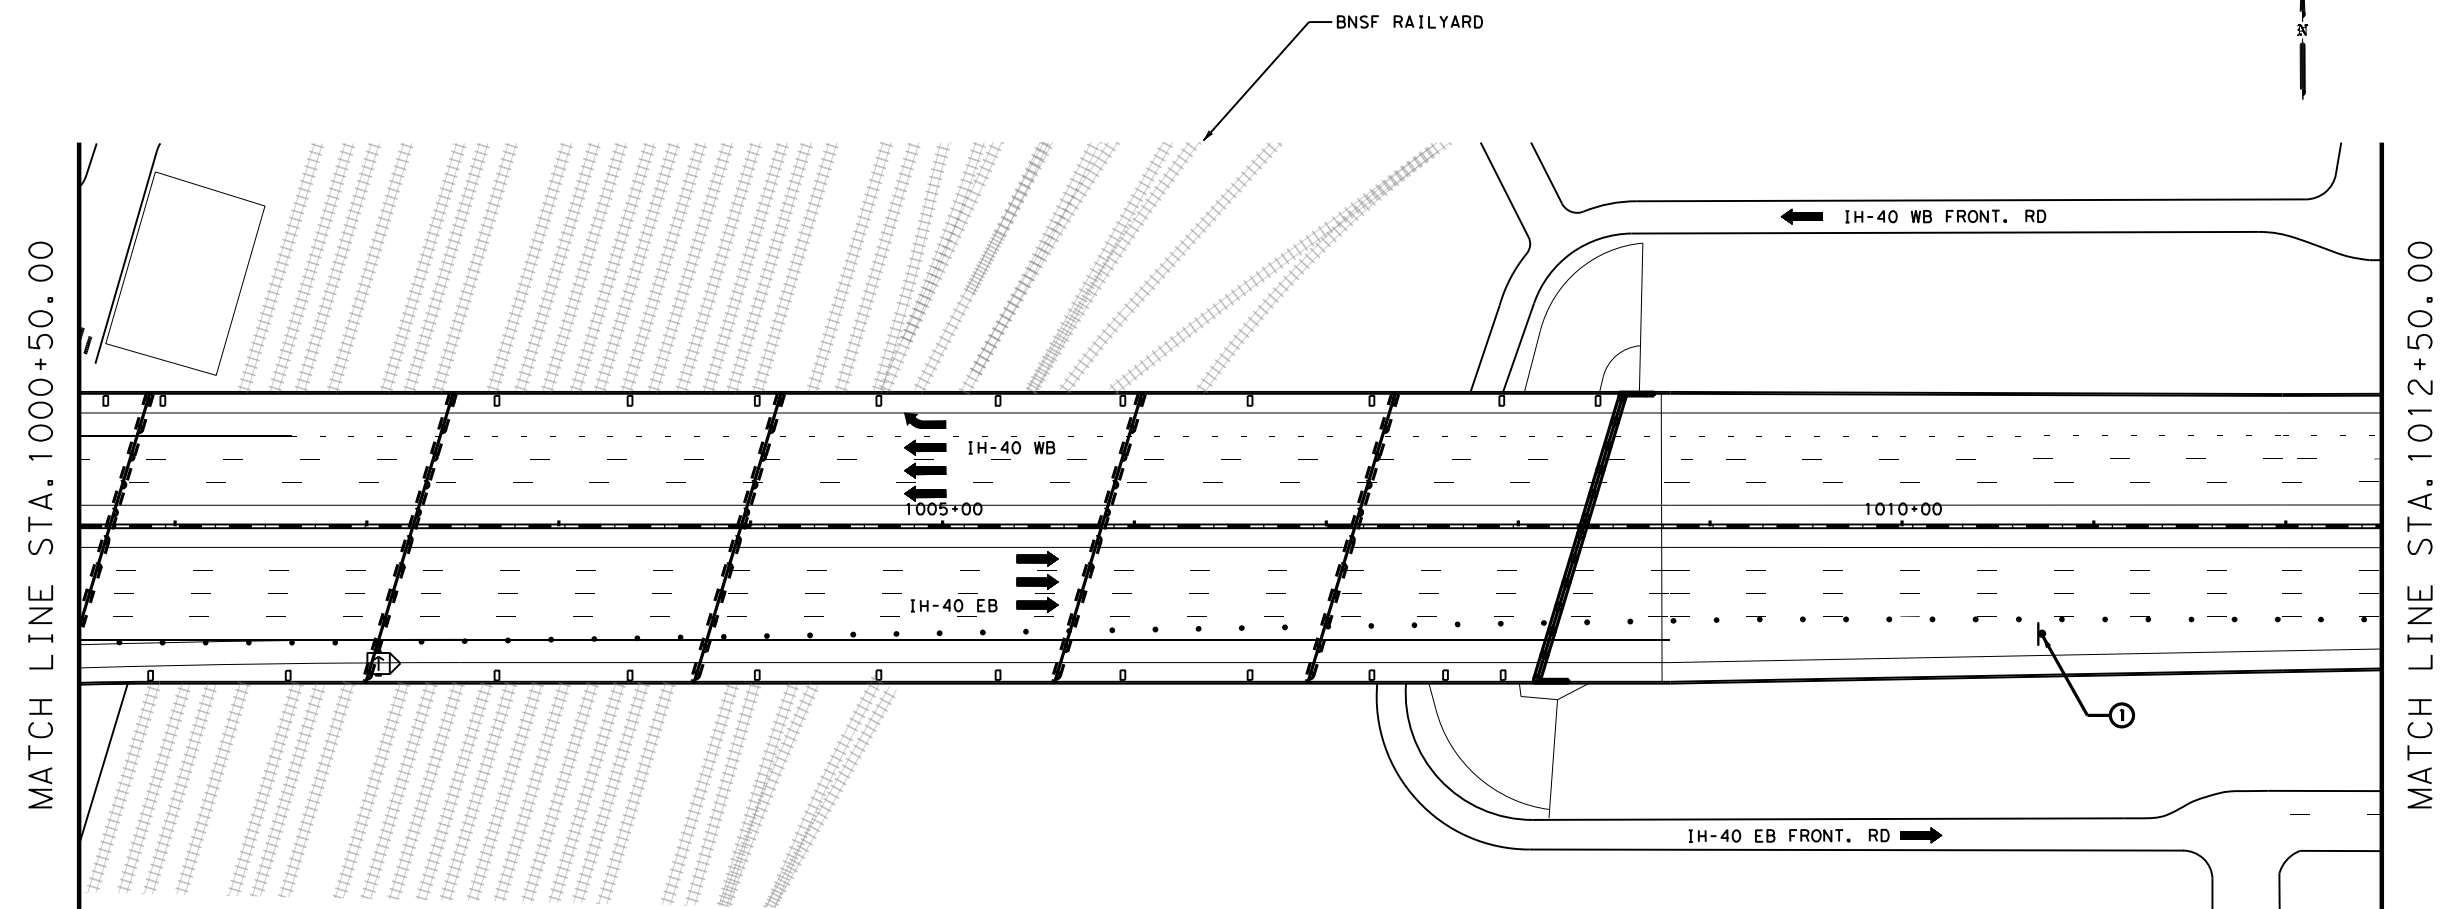 BNSF RAILYARD
N
IH-40 WB FRONT. RD
MATCH LINE STA. 1000+50.00
MATCH LINE STA. 1012+50.00
IH-40 WB
1005+00
1010+00
IH-40 EB
1
IH-40 EB FRONT. RD